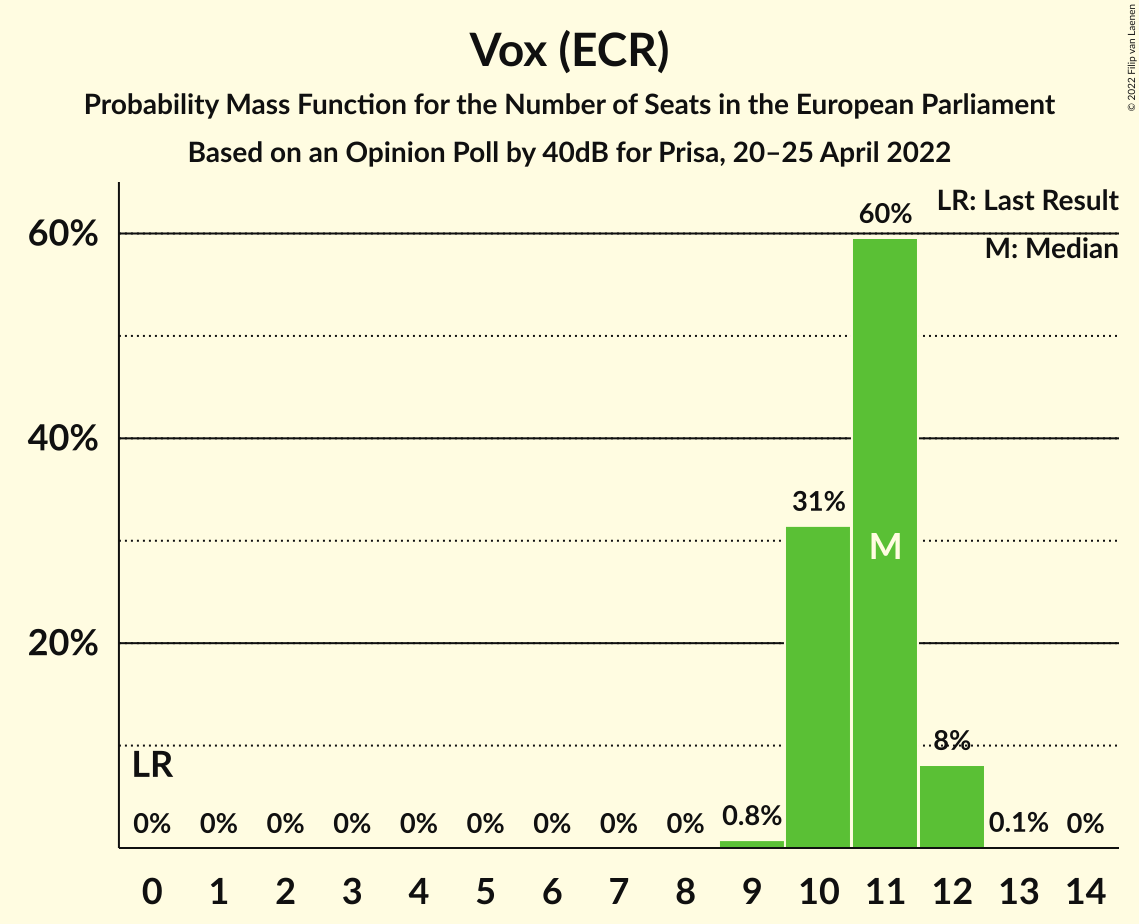 Vox (ECR)
Probability Mass Function for the Number of Seats in the European Parliament
Based on an Opinion Poll by 40dB for Prisa, 20–25 April 2022
© 2022 Filip van Laenen
LR: Last Result
M: Median
60%
40%
20%
60%
31%
M
8%
LR
0% 0% 0% 0% 0% 0% 0% 0% 0% 0.8% 0.1% 0%
0 1 2 3 4 5 6 7 8 9 10 11 12 13 14